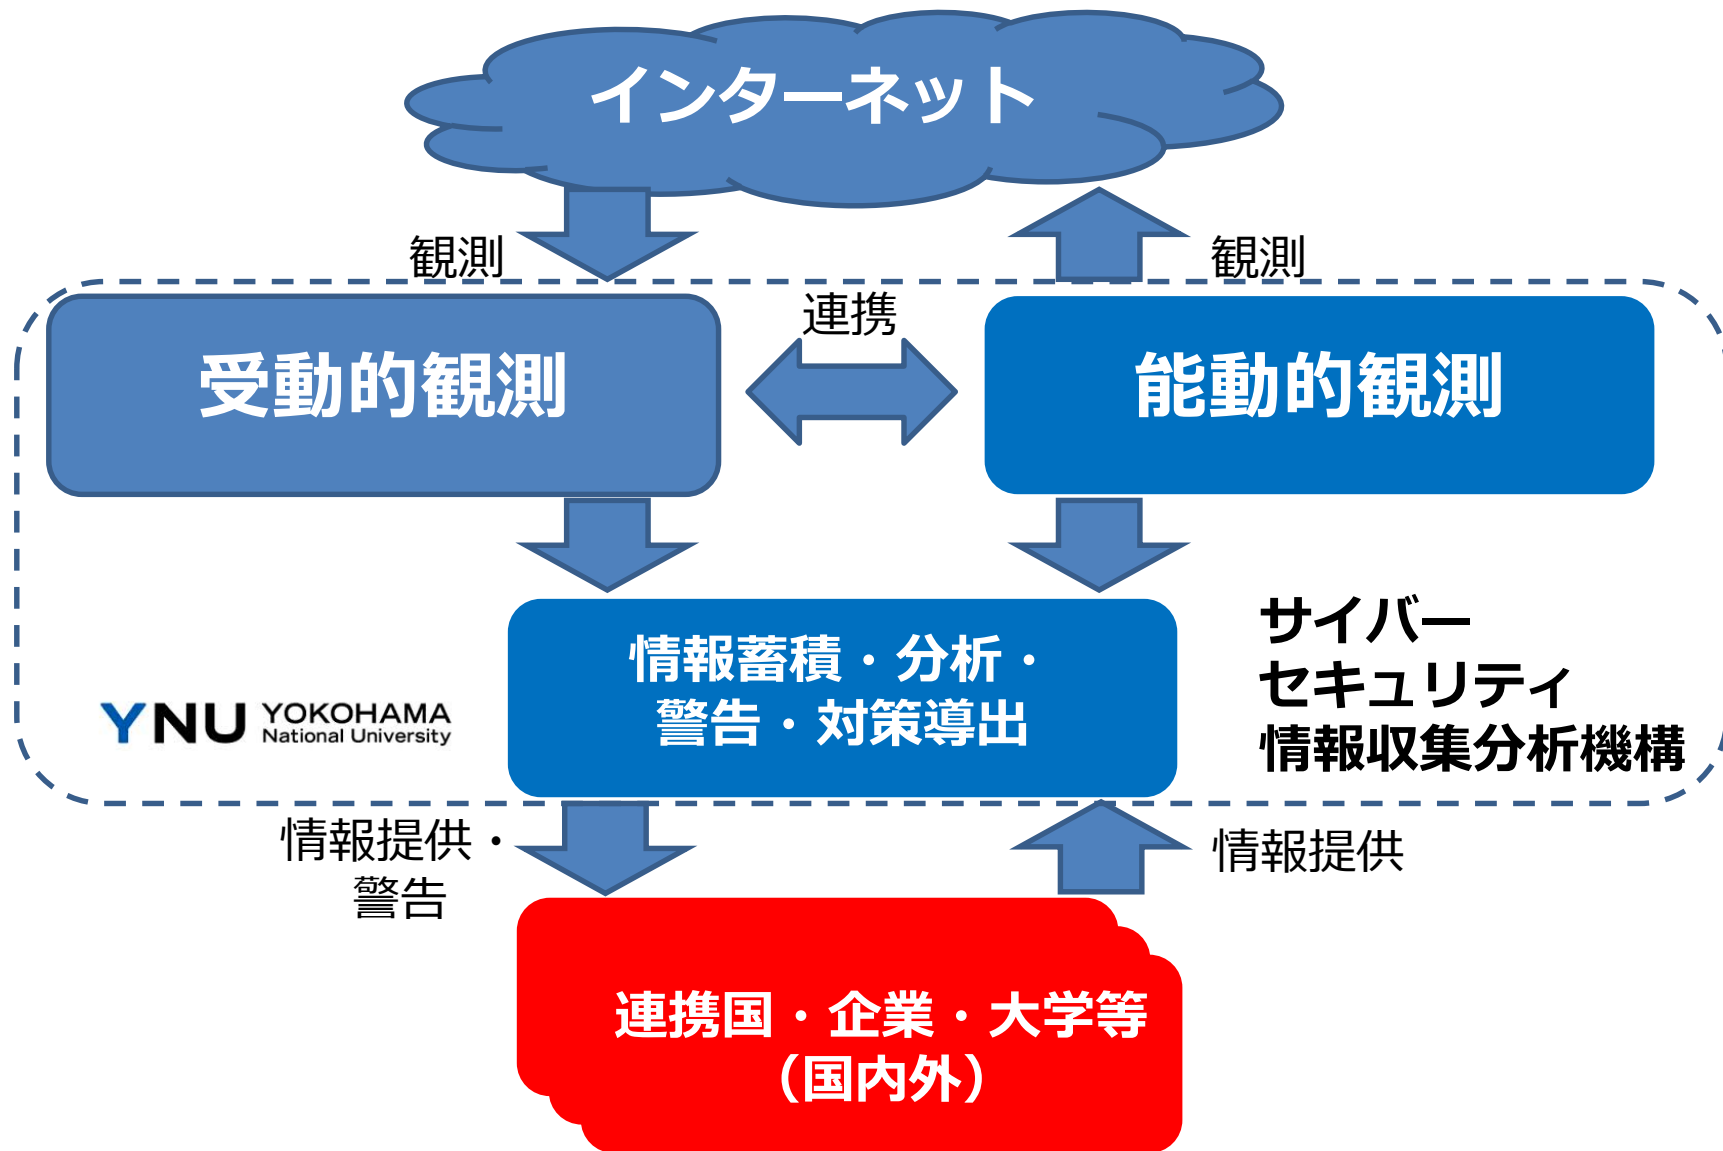 インターネット
観測
観測
連携
受動的観測
能動的観測
情報蓄積・分析・
警告・対策導出
サイバー
セキュリティ
情報収集分析機構
YNU YOKOHAMA
National University
情報提供・
警告
情報提供
連携国・企業・大学等
（国内外）